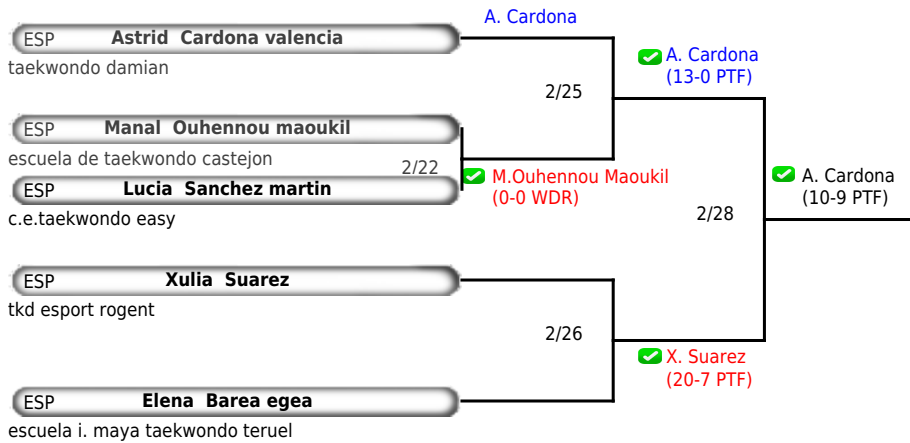 A. Cardona
ESP Astrid Cardona valencia
taekwondo damian
A. Cardona
(13-0 PTF)
2/25
ESP Manal Ouhennou maoukil
escuela de taekwondo castejon
2/22
M.Ouhennou Maoukil
(0-0 WDR)
ESP Lucia Sanchez martin
c.e.taekwondo easy
A. Cardona
(10-9 PTF)
2/28
ESP Xulia Suarez
tkd esport rogent
2/26
X. Suarez
(20-7 PTF)
ESP Elena Barea egea
escuela i. maya taekwondo teruel